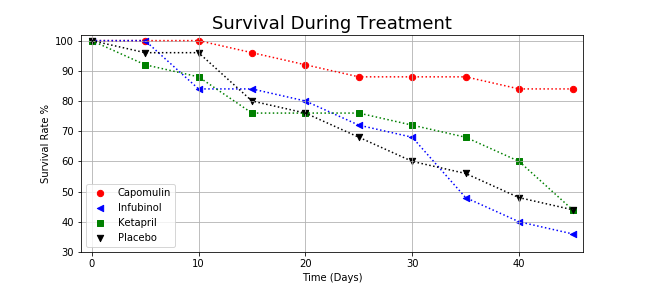 Survival During Treatment
100
90
80
70
60
50
40
30
Survival Rate %
Capomulin
Infubinol
Ketapril
Placebo
0
10
20
30
40
Time (Days)